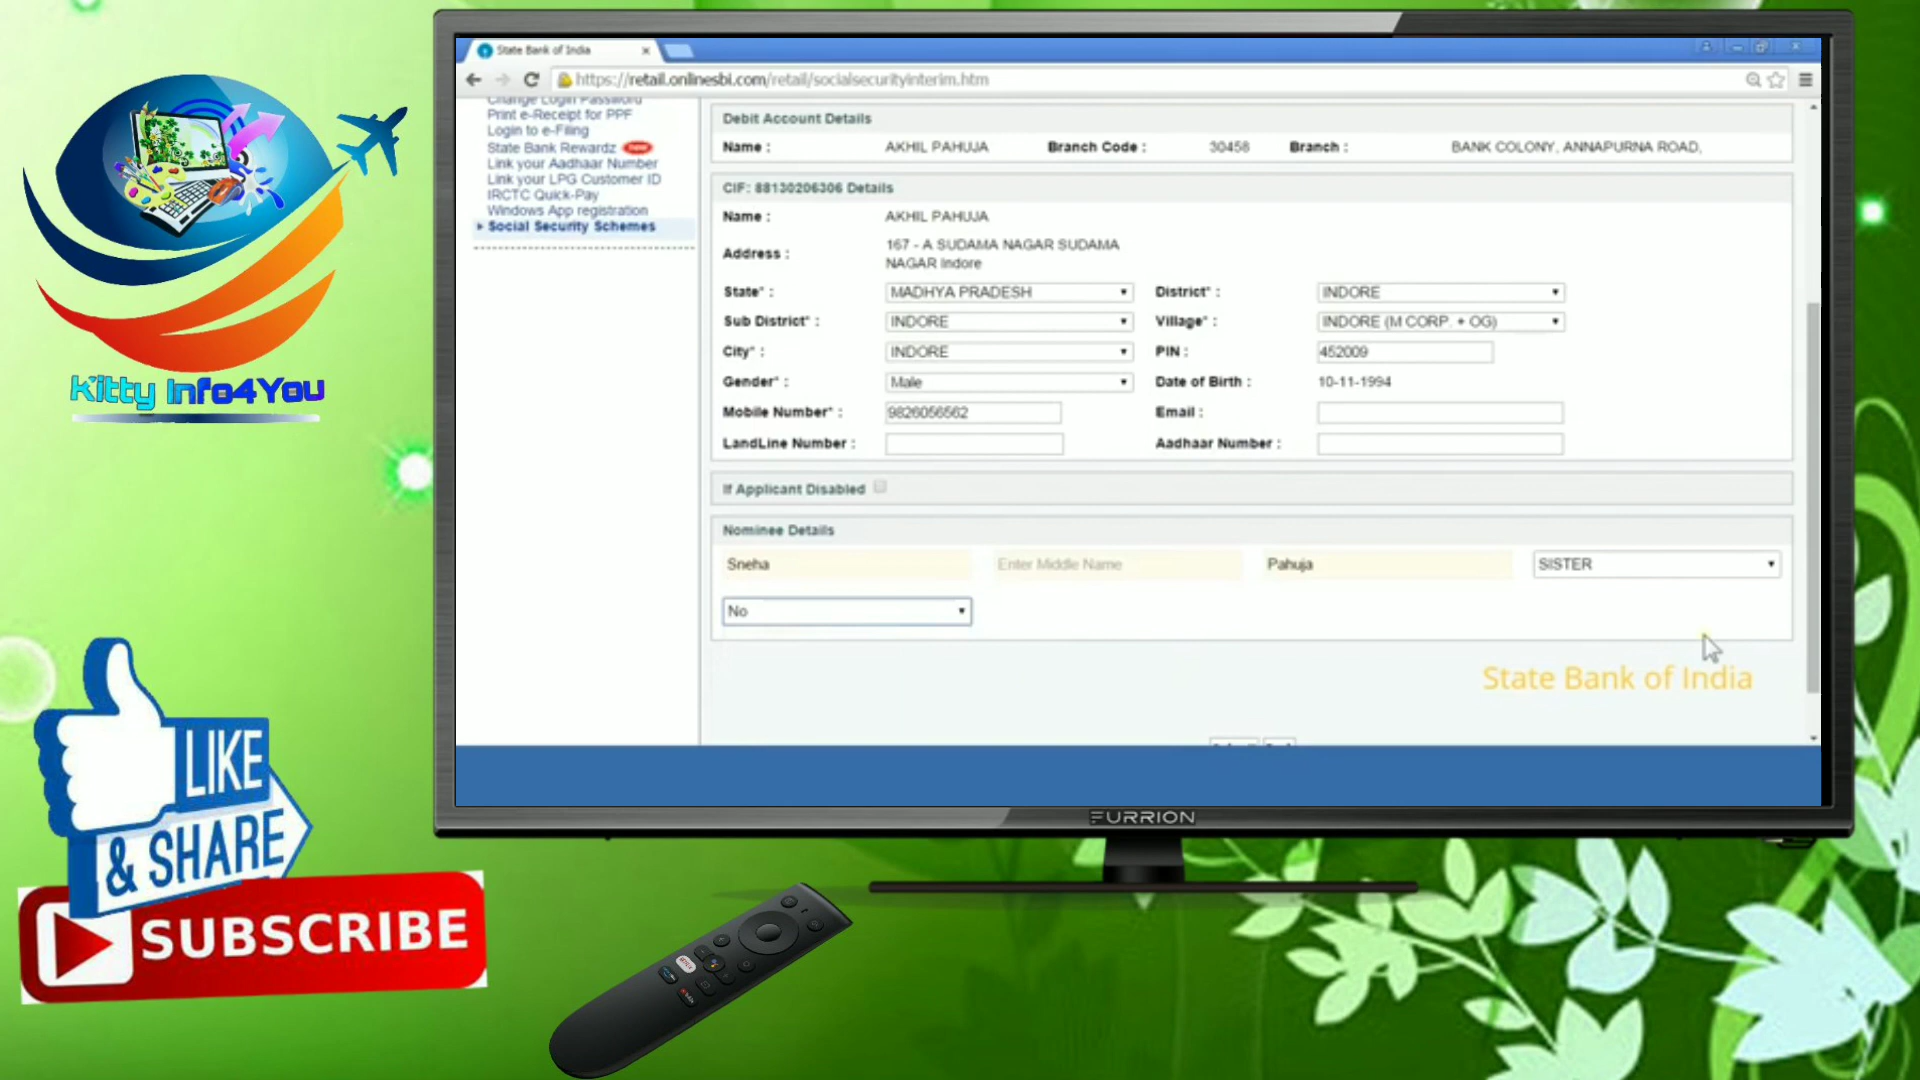 State Bank of India
https://retail.onlinesbi.com/retail/socialsecurityinterim.htm
Change Login Password
Print e-Receipt for PPF
Login to e-Filing
State Bank Rewardz
Link your Aadhaar Number
Link your LPG Customer ID
IRCTC Quick-Pay
Windows App registration
Social Security Schemes
Debit Account Details
Name : AKHIL PAHUJA Branch Code : 30458 Branch : BANK COLONY, ANNAPURNA ROAD,
CIF: 88130206306 Details
Name : AKHIL PAHUJA
Address : 167 - A SUDAMA NAGAR SUDAMA
NAGAR Indore
State* : MADHYA PRADESH District* : INDORE
Sub District* : INDORE Village* : INDORE (M CORP. + OG)
City* : INDORE PIN : 452009
Gender* : Male Date of Birth : 10-11-1994
Mobile Number* : 9826056562 Email :
LandLine Number : Aadhaar Number :
If Applicant Disabled
Nominee Details
Sneha Enter Middle Name Pahuja SISTER
No
State Bank of India
FURRION
Kitty Info4You
LIKE
& SHARE
SUBSCRIBE